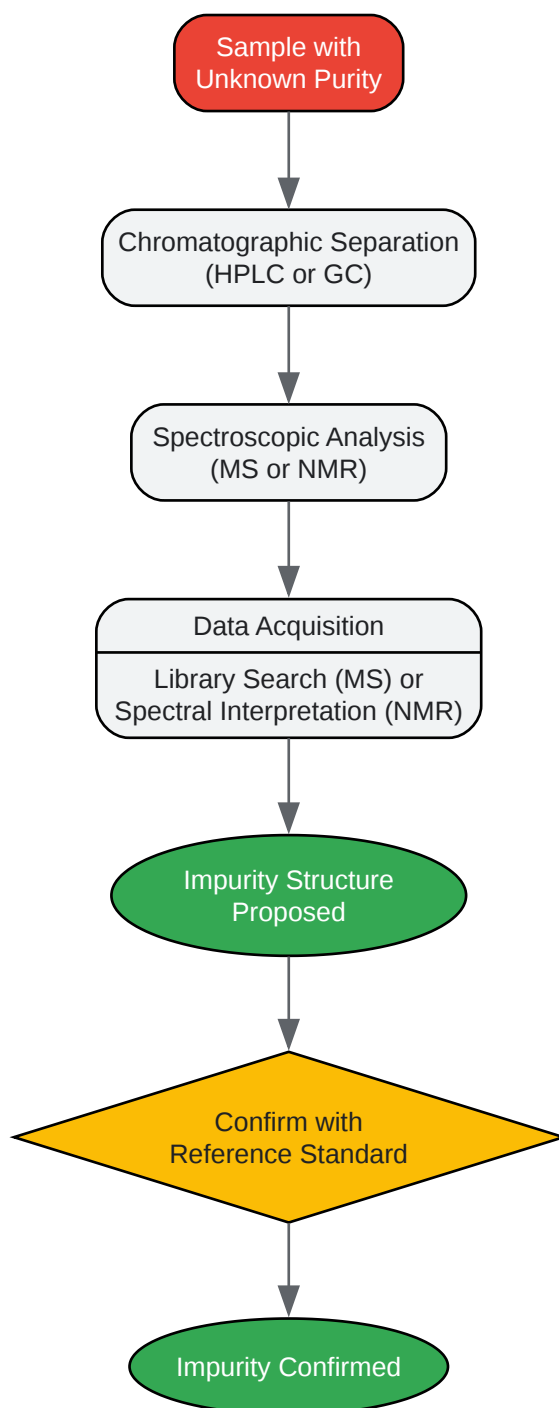 Sample with
Unknown Purity
Chromatographic Separation
(HPLC or GC)
Spectroscopic Analysis
(MS or NMR)
Data Acquisition
Library Search (MS) or
Spectral Interpretation (NMR)
Impurity Structure
Proposed
Confirm with
Reference Standard
Impurity Confirmed